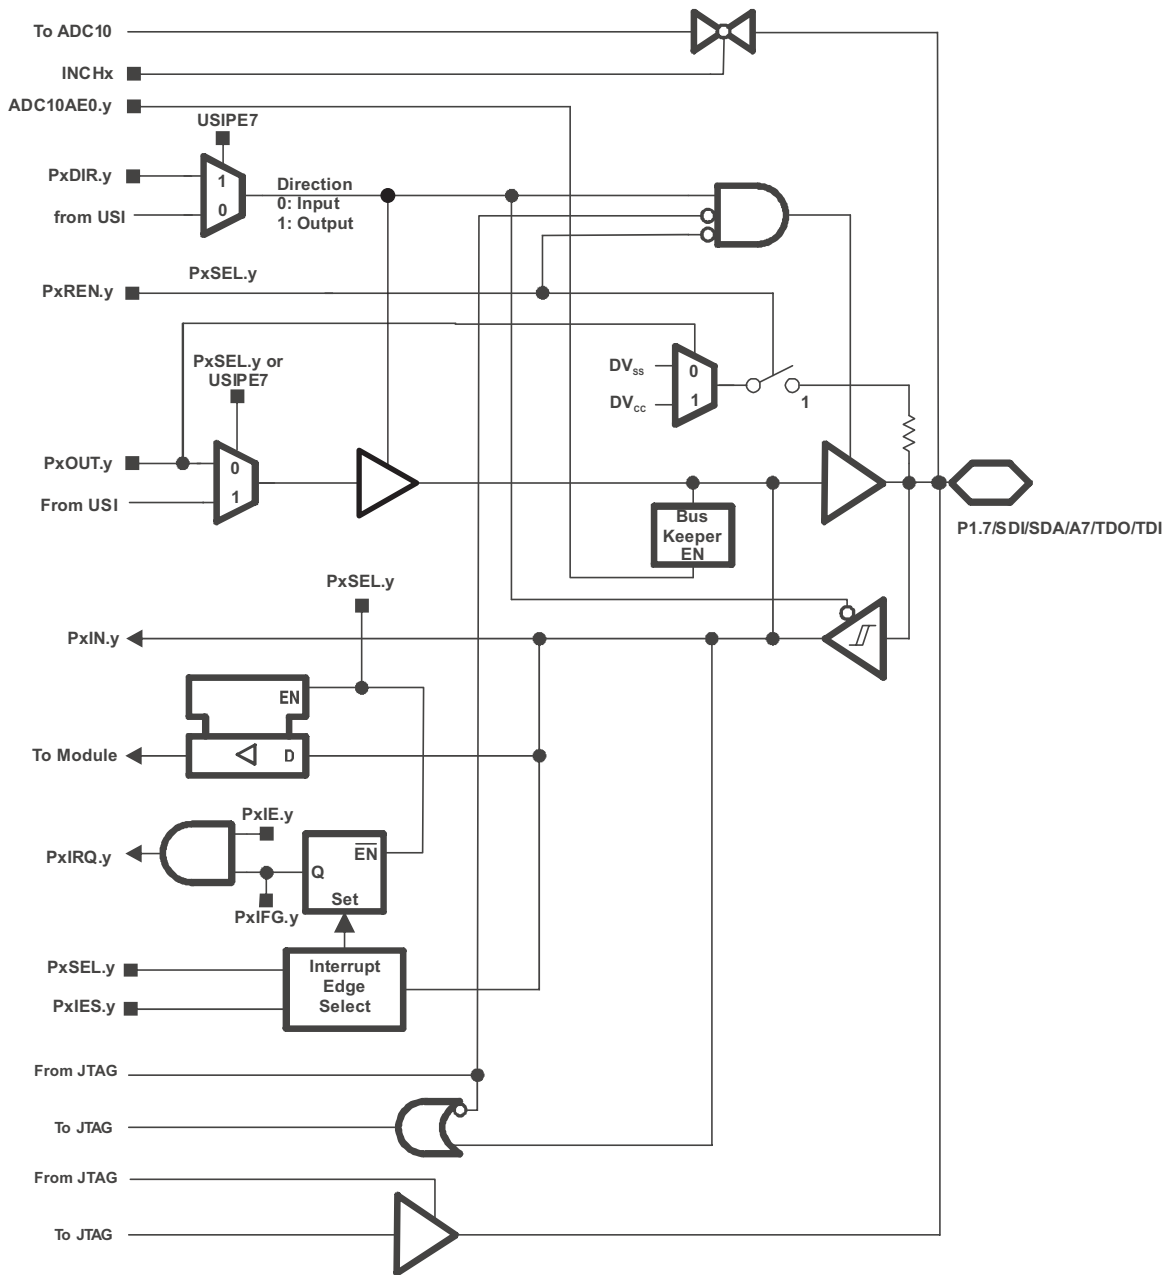 To ADC10
INCHx
ADC10AE0.y
USIPE7
PxDIR.y
1
from USI
0
Direction
0: Input
1: Output
PxSEL.y
PxREN.y
PxSEL.y or
USIPE7
DVSS
0
DVCC
1
1
PxOUT.y
0
From USI
1
Bus
Keeper
EN
P1.7/SDI/SDA/A7/TDO/TDI
PxSEL.y
PxIN.y
EN
To Module
D
PxIE.y
PxIRQ.y
EN
Q
Set
PxIFG.y
PxSEL.y
PxIES.y
Interrupt
Edge
Select
From JTAG
To JTAG
From JTAG
To JTAG